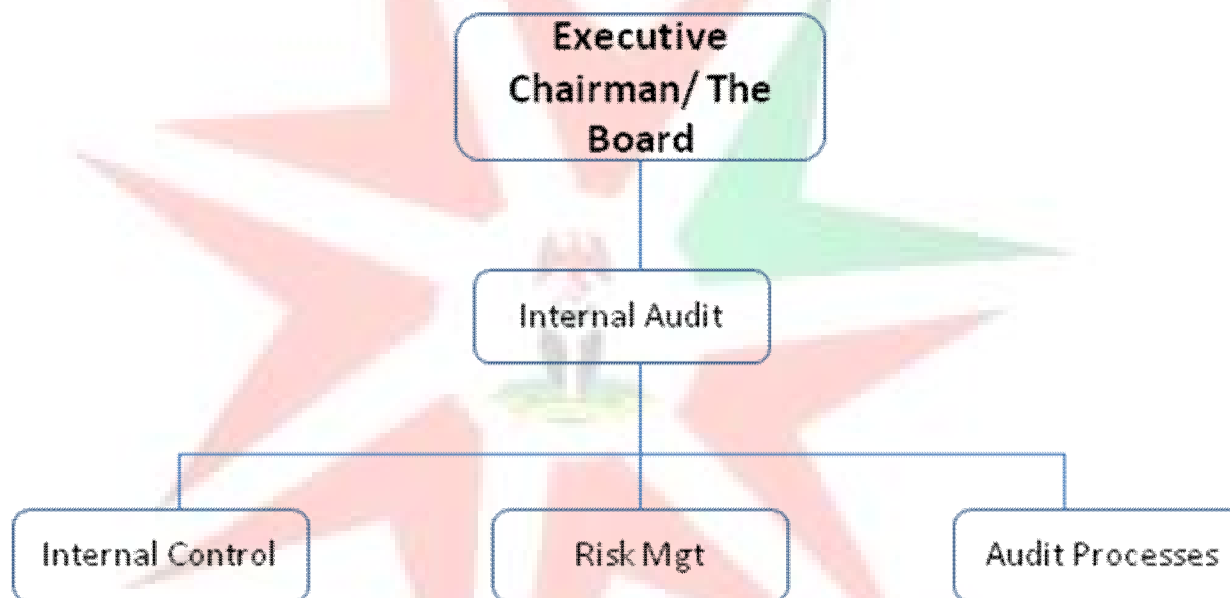 Executive
Chairman/ The
Board
Internal Audit
Internal Control
Risk Mgt
Audit Processes